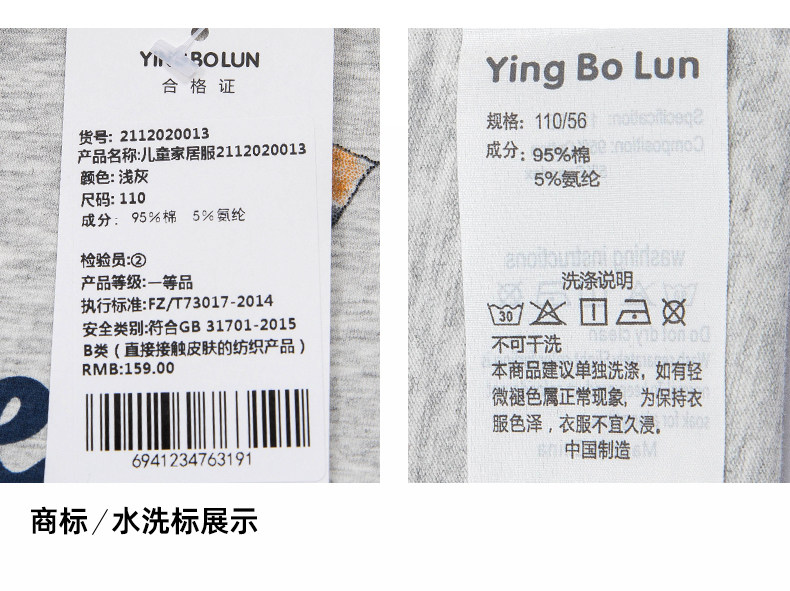 YING BOLUN
合格证
货号: 2112020013
产品名称:儿童家居服2112020013
颜色: 浅灰
尺码: 110
成分: 95%棉 5%氨纶
检验员:②
产品等级:一等品
执行标准:FZ/T73017-2014
安全类别:符合GB 31701-2015
B类（直接接触皮肤的纺织产品）
RMB:159.00
6941234763191
Ying Bo Lun
规格: 110/56
成分: 95%棉
5%氨纶
洗涤说明
30
不可干洗
本商品建议单独洗涤，如有轻
微褪色属正常现象，为保持衣
服色泽，衣服不宜久浸。
中国制造
商标/水洗标展示